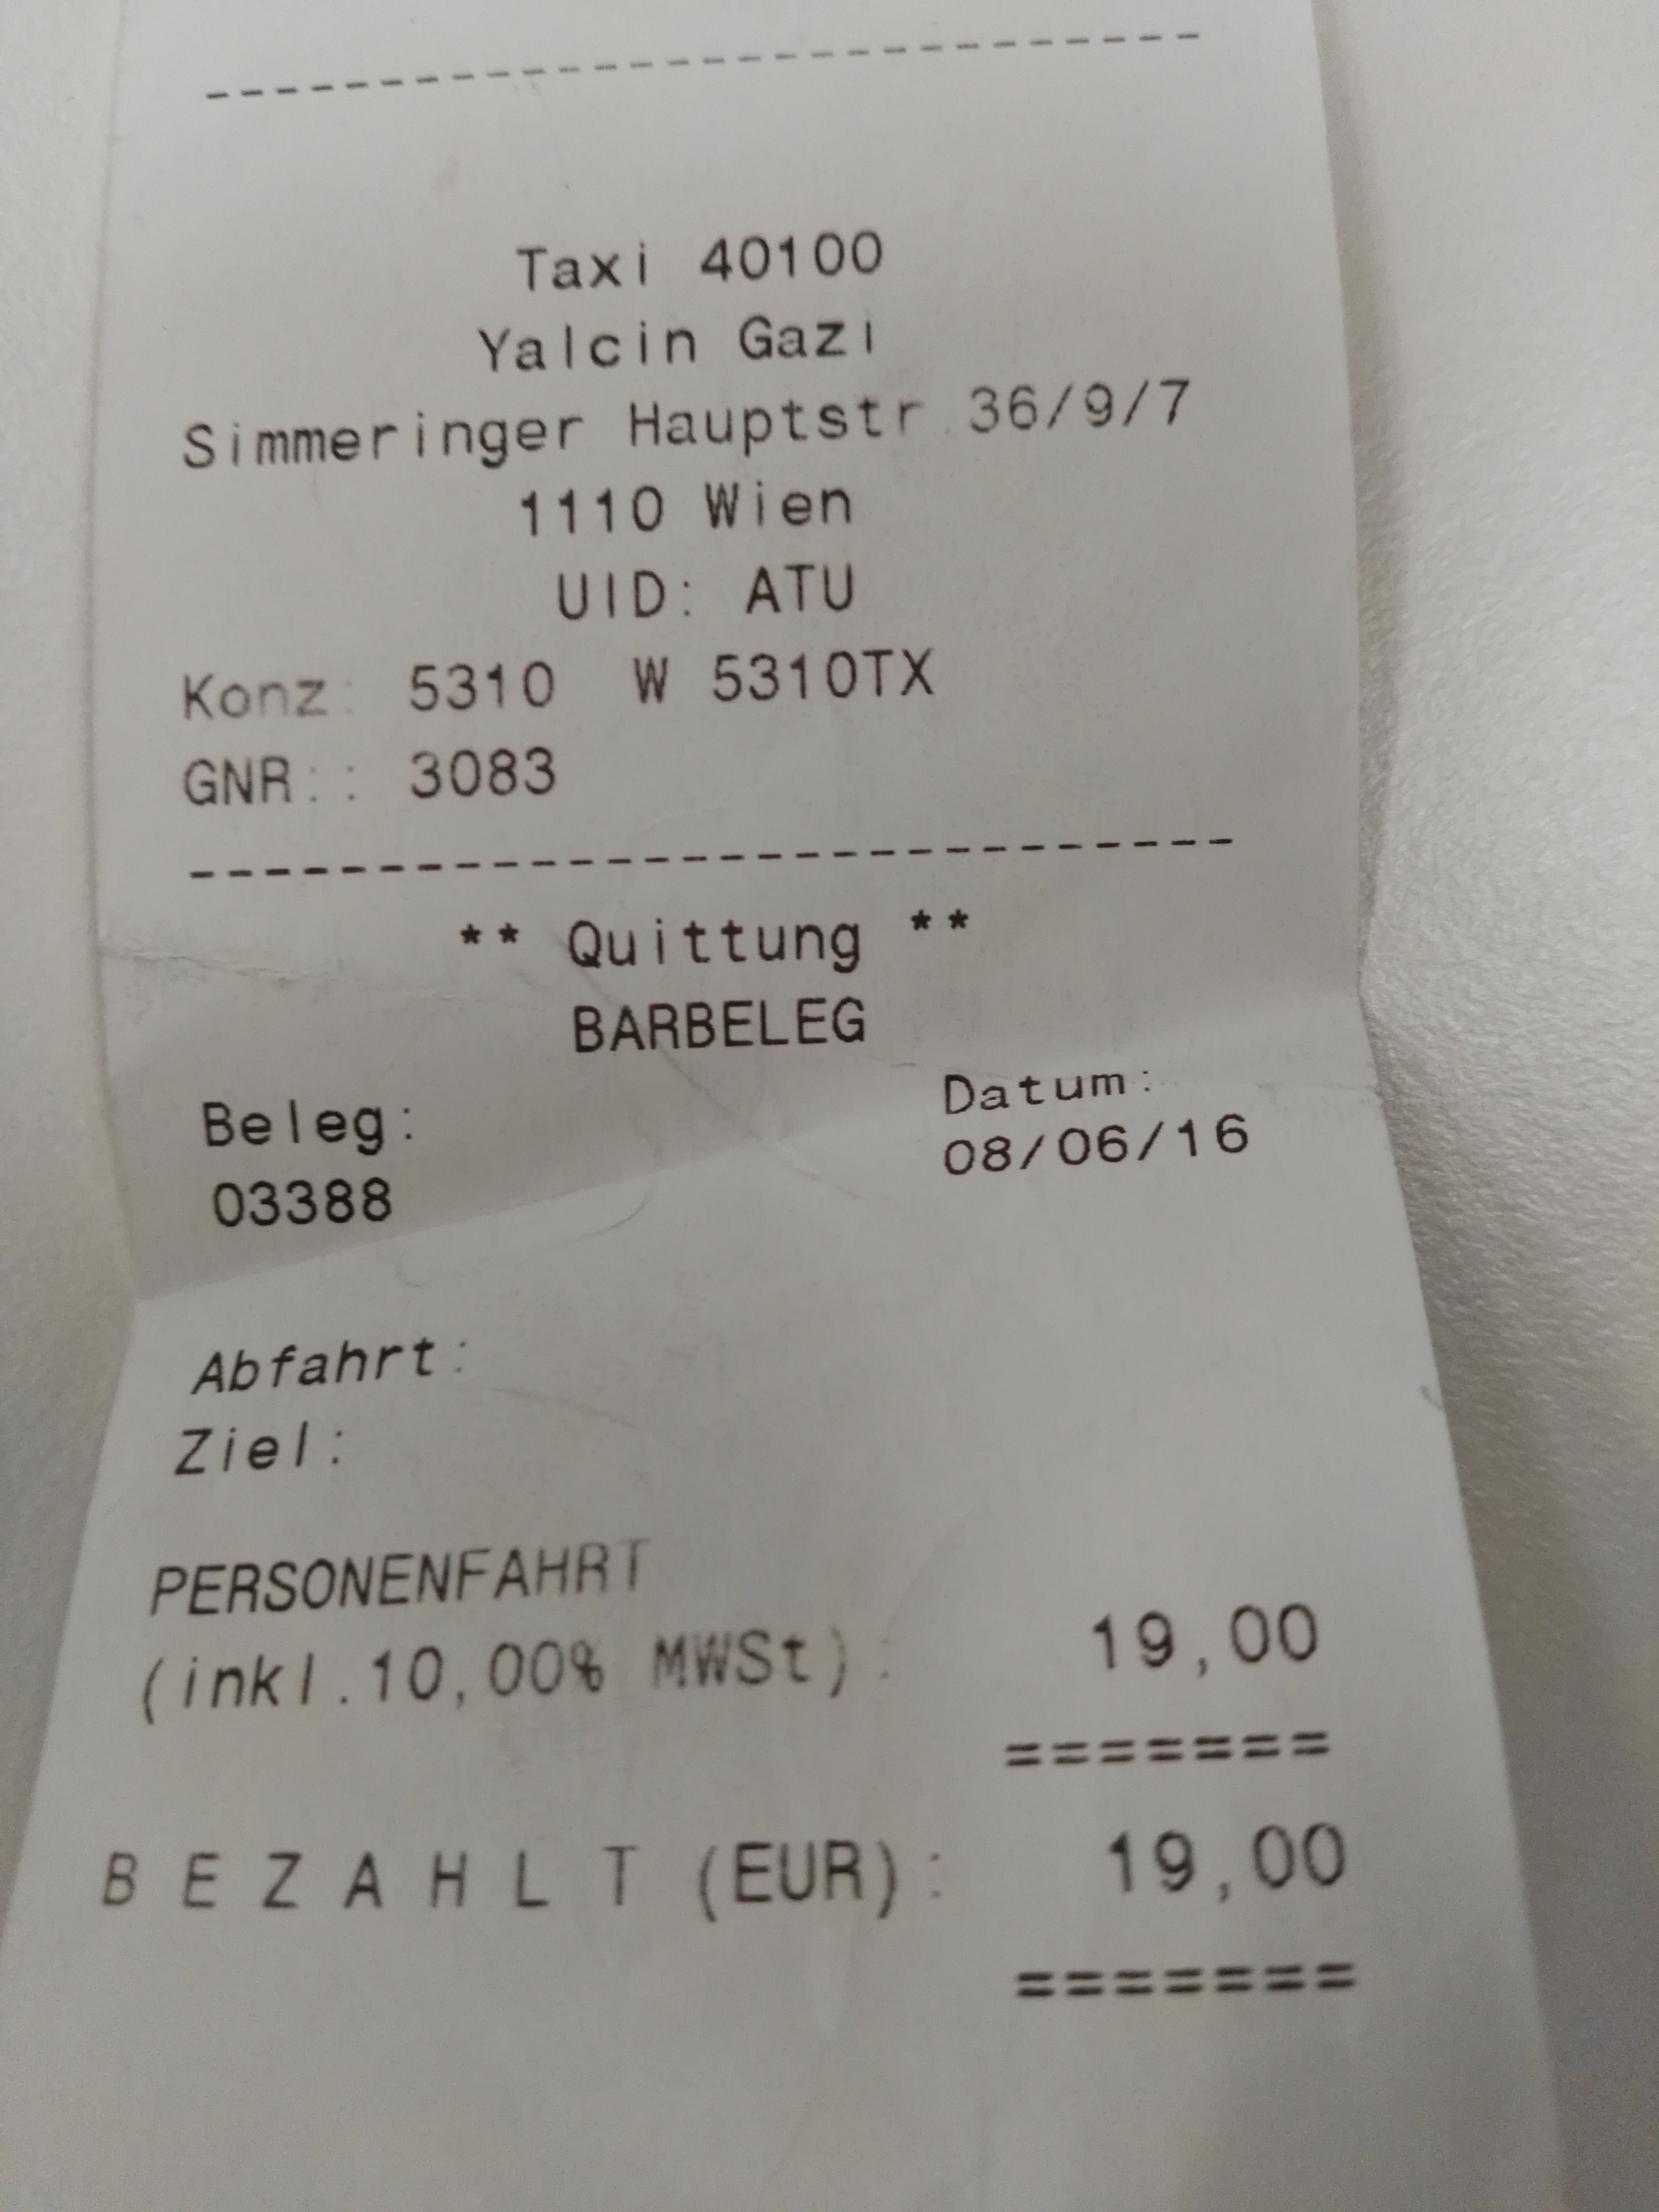 ------------------------------
Taxi 40100
Yalcin Gazi
Simmeringer Hauptstr.36/9/7
1110 Wien
UID: ATU
Konz: 5310 W 5310TX
GNR:: 3083
------------------------------
** Quittung **
BARBELEG
Beleg: Datum:
03388 08/06/16
Abfahrt:
Ziel:
PERSONENFAHRT
(inkl.10,00% MWSt): 19,00
=======
B E Z A H L T (EUR): 19,00
=======